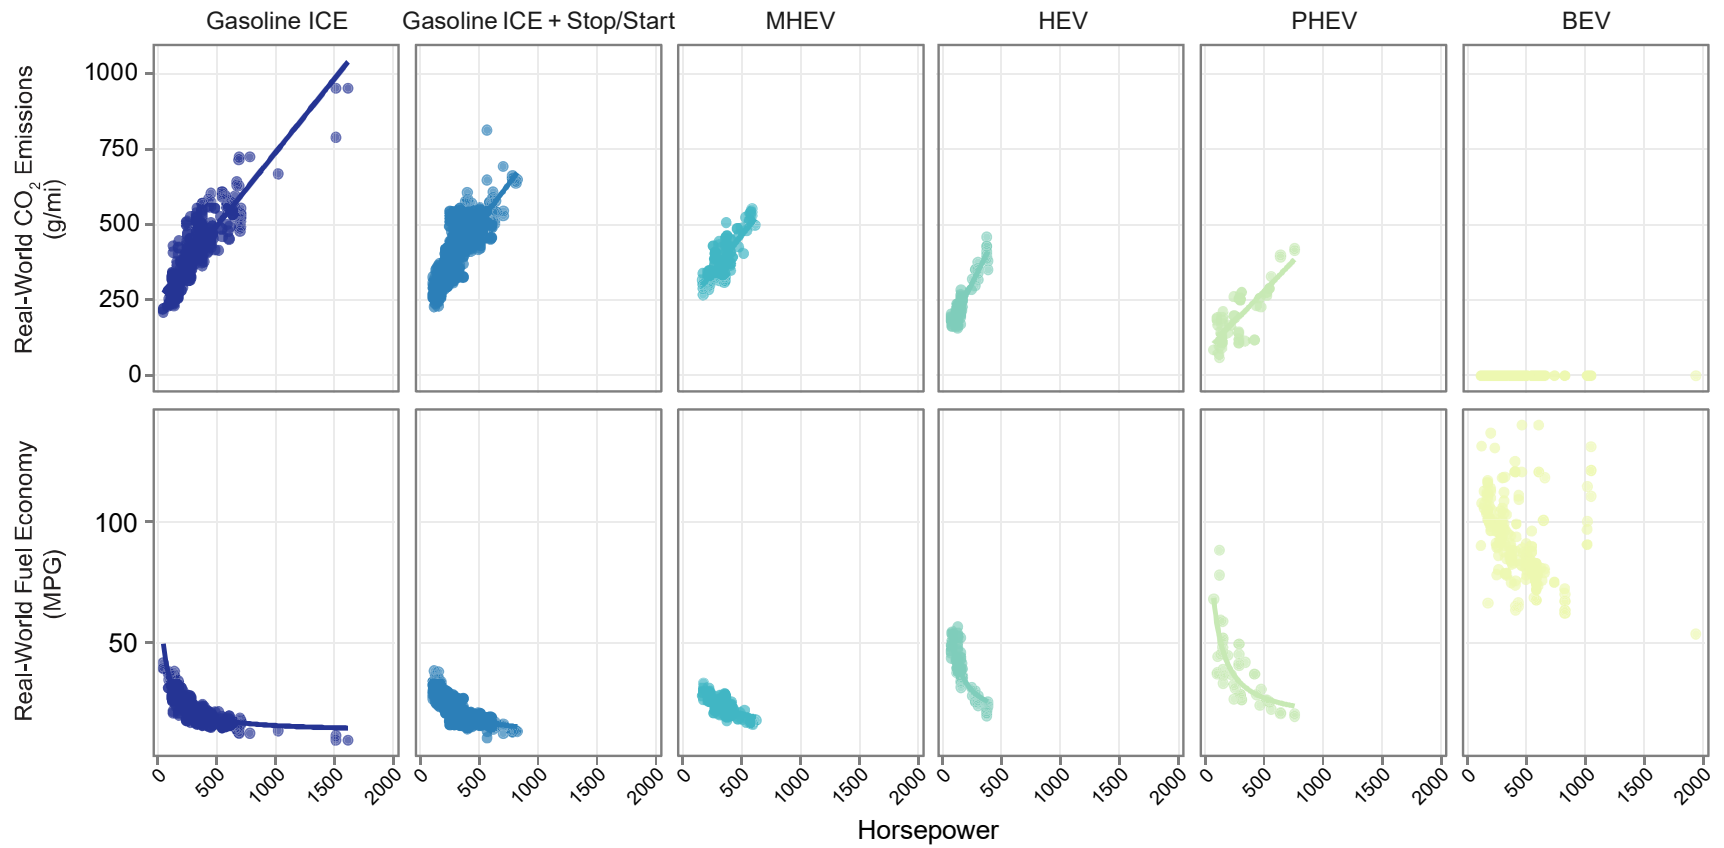 Gasoline ICE
Gasoline ICE + Stop/Start
MHEV
HEV
PHEV
BEV
Real-World CO2 Emissions
(g/mi)
1000
750
500
250
0
Real-World Fuel Economy
(MPG)
100
50
0 500 1000 1500 2000
0 500 1000 1500 2000
0 500 1000 1500 2000
0 500 1000 1500 2000
0 500 1000 1500 2000
0 500 1000 1500 2000
Horsepower